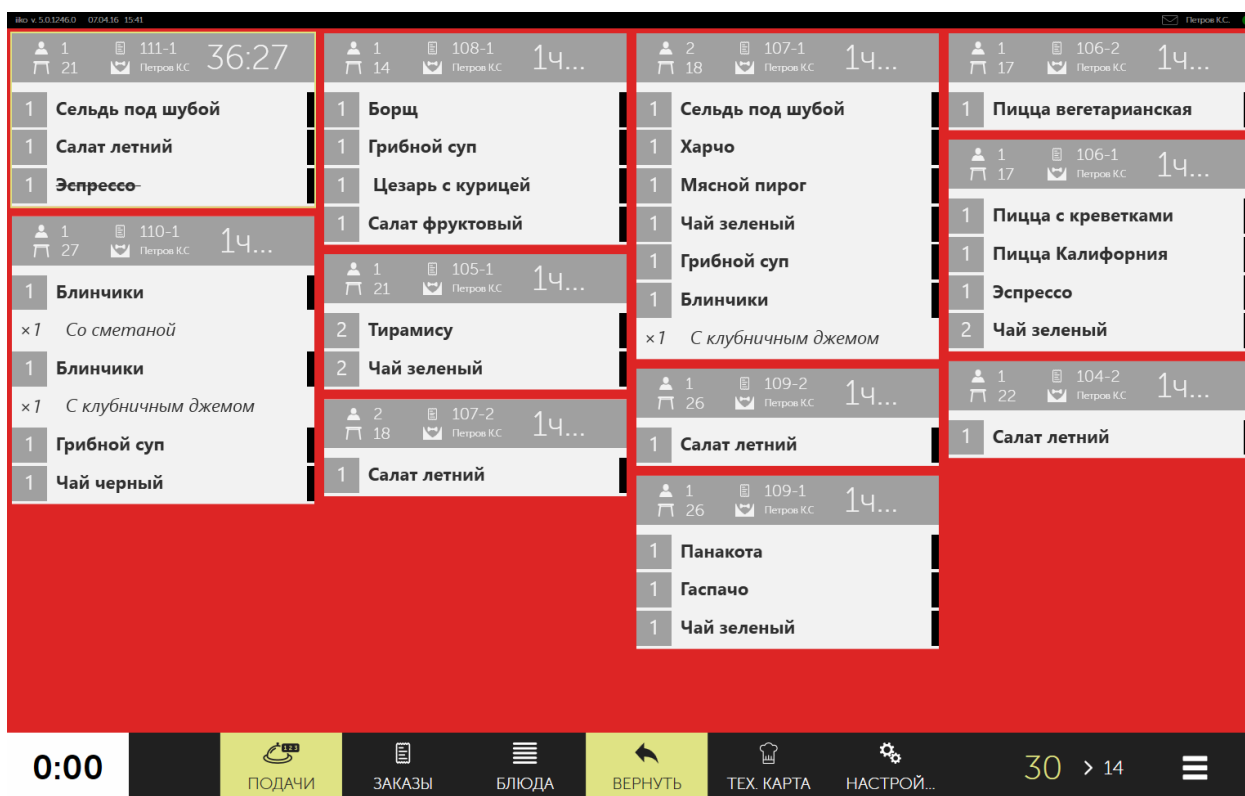 iiko v. 5.0.1246.0 07.04.16 15:41 Петров К.С.
1 111-1 36:27
21 Петров К.С
1 Сельдь под шубой
1 Салат летний
1 Эспрессо
1 110-1 1ч...
27 Петров К.С
1 Блинчики
×1 Со сметаной
1 Блинчики
×1 С клубничным джемом
1 Грибной суп
1 Чай черный
1 108-1 1ч...
14 Петров К.С
1 Борщ
1 Грибной суп
1 Цезарь с курицей
1 Салат фруктовый
1 105-1 1ч...
21 Петров К.С
2 Тирамису
2 Чай зеленый
2 107-2 1ч...
18 Петров К.С
1 Салат летний
2 107-1 1ч...
18 Петров К.С
1 Сельдь под шубой
1 Харчо
1 Мясной пирог
1 Чай зеленый
1 Грибной суп
1 Блинчики
×1 С клубничным джемом
1 109-2 1ч...
26 Петров К.С
1 Салат летний
1 109-1 1ч...
26 Петров К.С
1 Панакота
1 Гаспачо
1 Чай зеленый
1 106-2 1ч...
17 Петров К.С
1 Пицца вегетарианская
1 106-1 1ч...
17 Петров К.С
1 Пицца с креветками
1 Пицца Калифорния
1 Эспрессо
2 Чай зеленый
1 104-2 1ч...
22 Петров К.С
1 Салат летний
0:00 123 ПОДАЧИ ЗАКАЗЫ БЛЮДА ВЕРНУТЬ ТЕХ. КАРТА НАСТРОЙ... 30 > 14